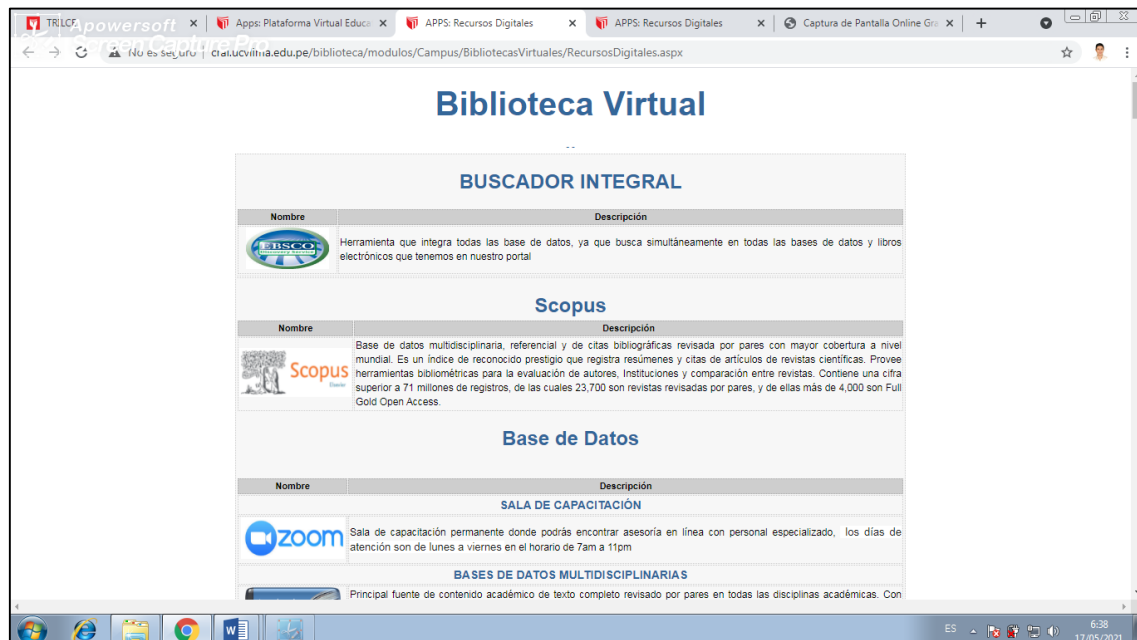 TRILCE
Apps: Plataforma Virtual Educa
APPS: Recursos Digitales
APPS: Recursos Digitales
Captura de Pantalla Online Gra
Apowersoft
Screen Capture Pro
No es seguro | cral.ucvlima.edu.pe/biblioteca/modulos/Campus/BibliotecasVirtuales/RecursosDigitales.aspx
Biblioteca Virtual
--
BUSCADOR INTEGRAL
Nombre Descripción
EBSCO
Herramienta que integra todas las base de datos, ya que busca simultáneamente en todas las bases de datos y libros
electrónicos que tenemos en nuestro portal
Scopus
Nombre Descripción
Scopus
Base de datos multidisciplinaria, referencial y de citas bibliográficas revisada por pares con mayor cobertura a nivel
mundial. Es un índice de reconocido prestigio que registra resúmenes y citas de artículos de revistas científicas. Provee
herramientas bibliométricas para la evaluación de autores, Instituciones y comparación entre revistas. Contiene una cifra
superior a 71 millones de registros, de las cuales 23,700 son revistas revisadas por pares, y de ellas más de 4,000 son Full
Gold Open Access.
Base de Datos
Nombre Descripción
SALA DE CAPACITACIÓN
zoom
Sala de capacitación permanente donde podrás encontrar asesoría en línea con personal especializado, los días de
atención son de lunes a viernes en el horario de 7am a 11pm
BASES DE DATOS MULTIDISCIPLINARIAS
Principal fuente de contenido académico de texto completo revisado por pares en todas las disciplinas académicas. Con
ES
6:38
17/05/2021